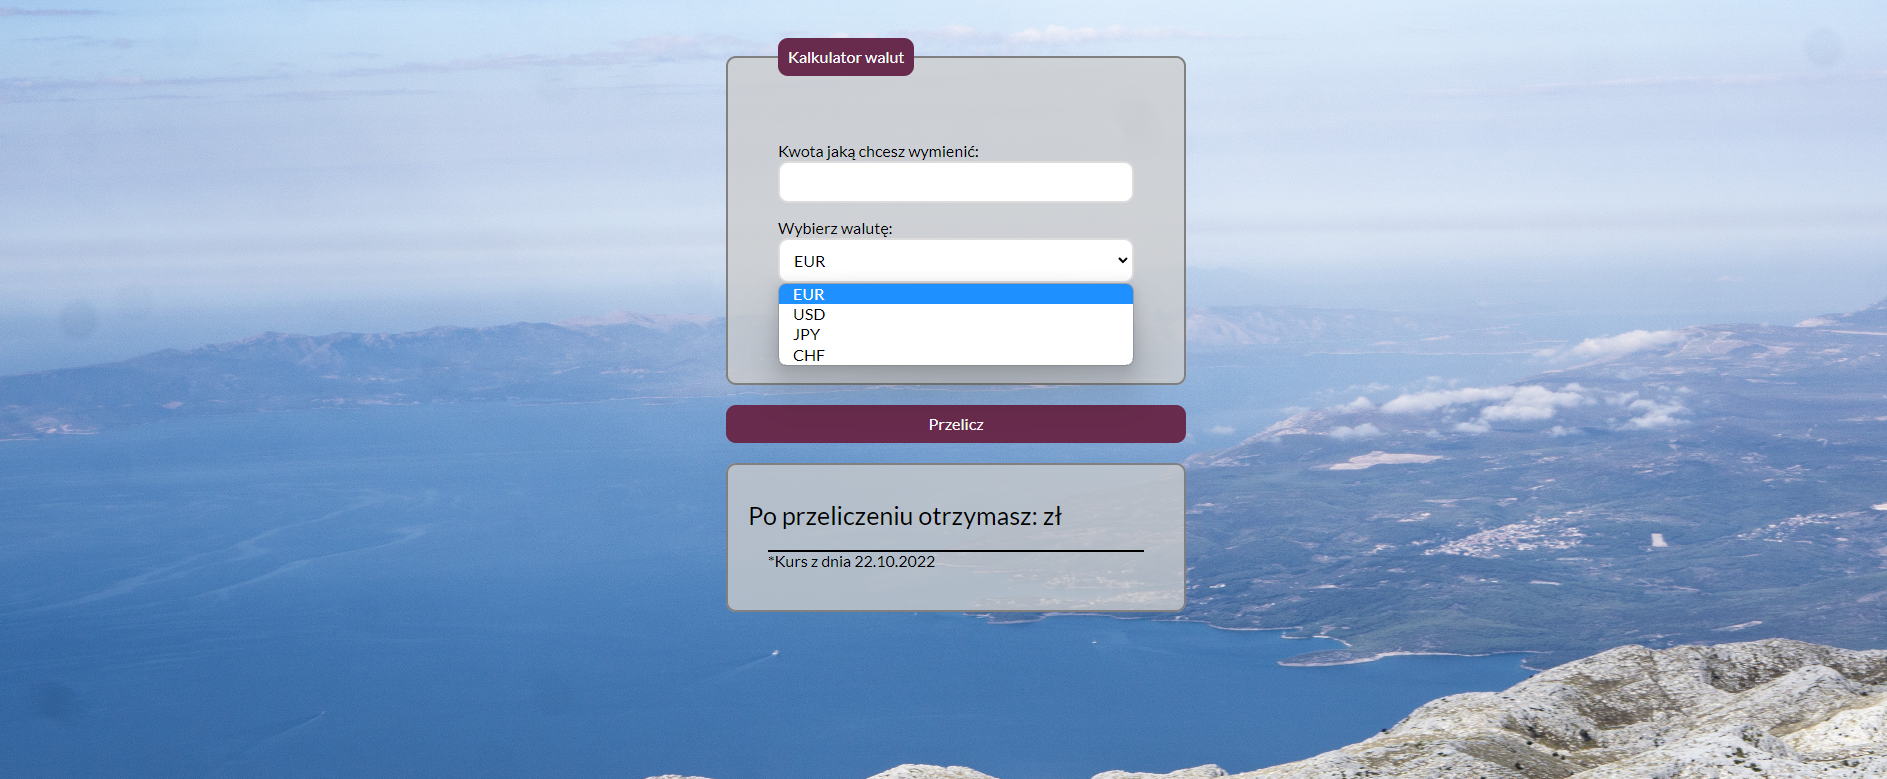 Kalkulator walut
Kwota jaką chcesz wymienić:
Wybierz walutę:
EUR
EUR
USD
JPY
CHF
Przelicz
Po przeliczeniu otrzymasz: zł
*Kurs z dnia 22.10.2022